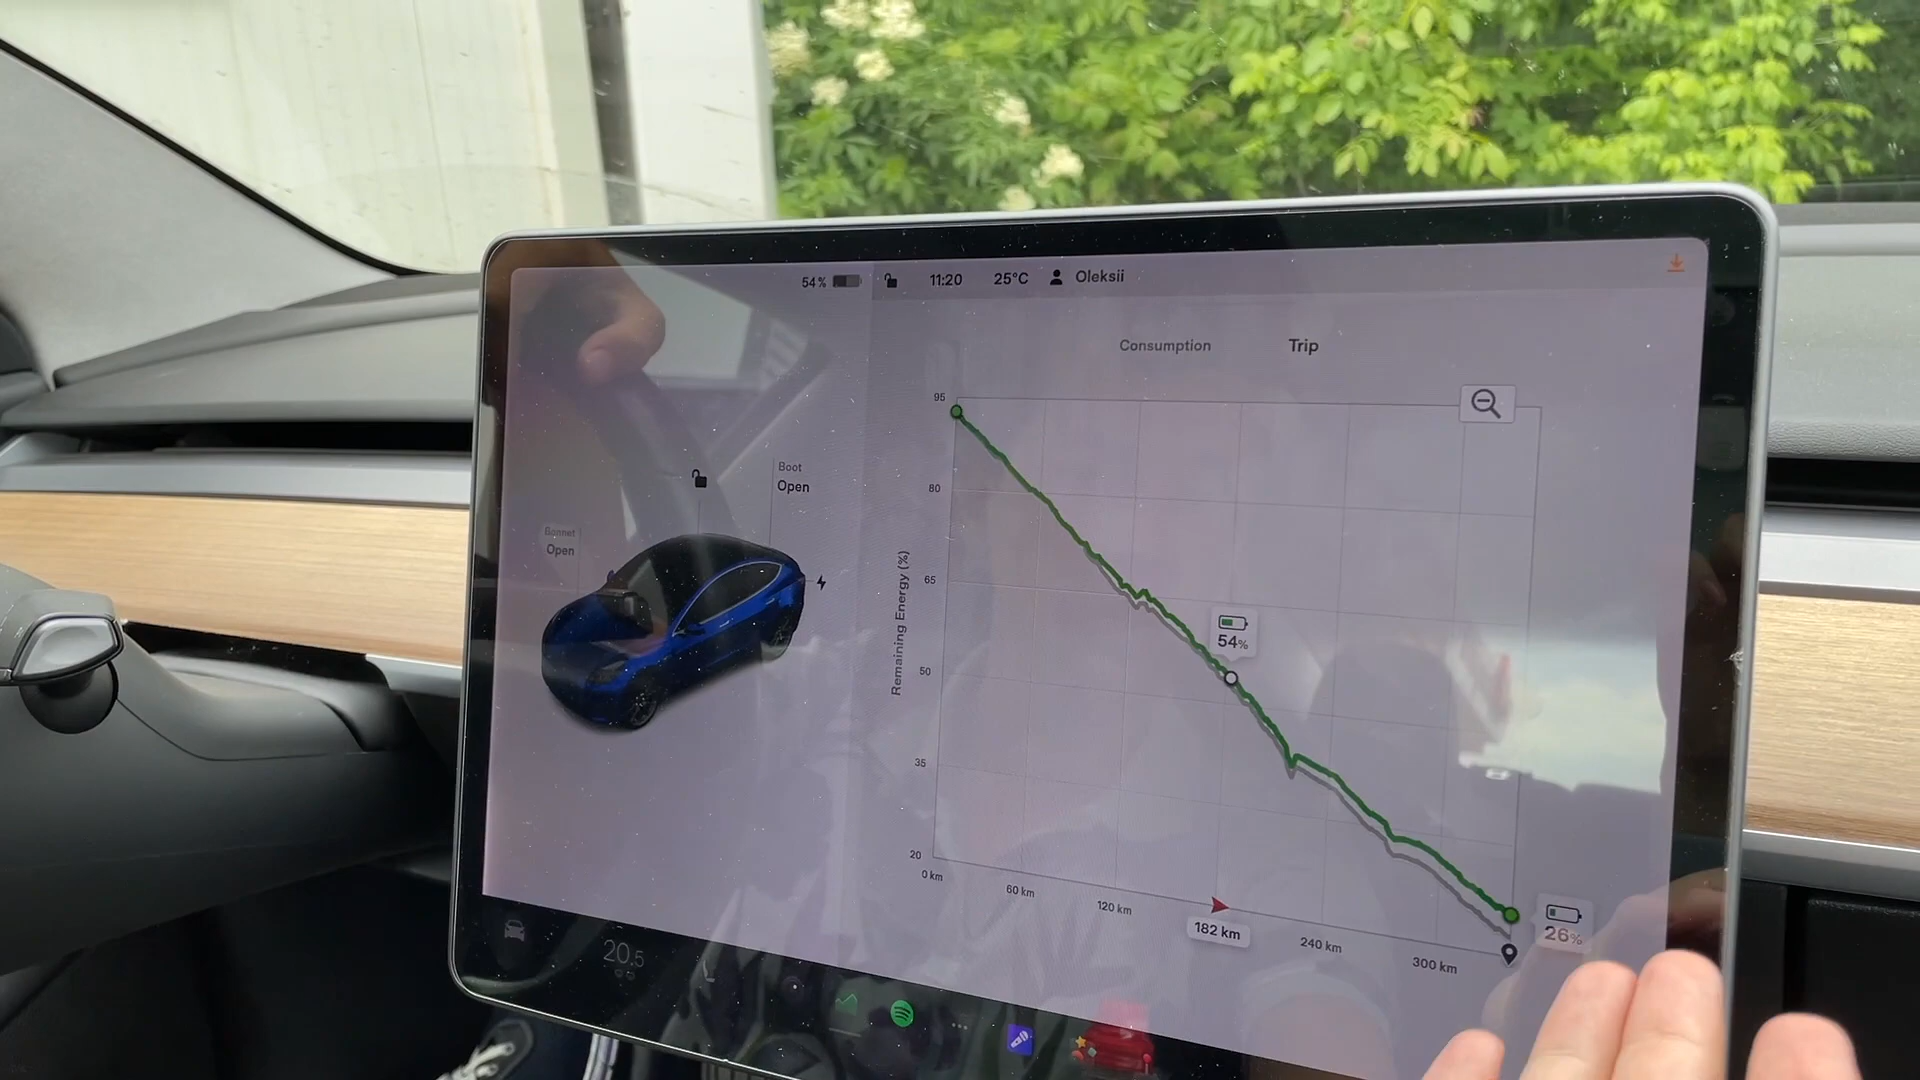 54%
11:20
25°C
Oleksii
Consumption
Trip
Boot
Open
Bonnet
Open
Remaining Energy (%)
95
80
65
50
35
20
54%
26%
0 km
60 km
120 km
182 km
240 km
300 km
20.5